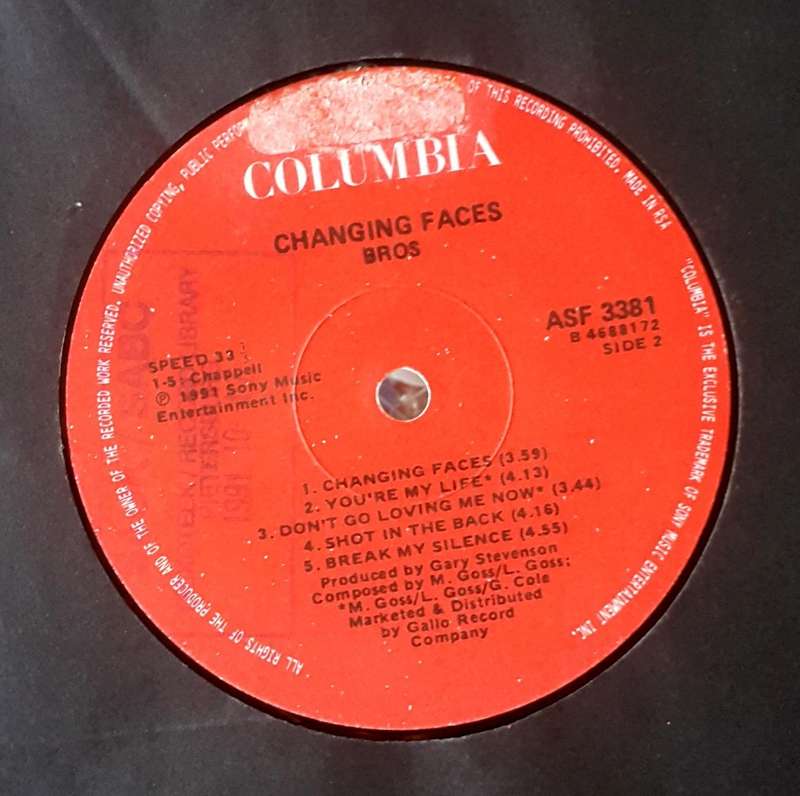 ALL RIGHTS OF THE PRODUCER AND OF THE OWNER OF THE RECORDED WORK RESERVED. UNAUTHORIZED COPYING, PUBLIC PERFOR
OF THIS RECORDING PROHIBITED. MADE IN RSA
"COLUMBIA" IS THE EXCLUSIVE TRADEMARK OF SONY MUSIC ENTERTAINMENT INC.
COLUMBIA
CHANGING FACES
BROS
ASF 3381
B 4688172
SIDE 2
SPEED 33
1-5: Chappell
℗ 1991 Sony Music
Entertainment Inc.
SABC
LIBRARY
1991 10
1. CHANGING FACES (3.59)
2. YOU'RE MY LIFE* (4.13)
3. DON'T GO LOVING ME NOW* (3.44)
4. SHOT IN THE BACK (4.16)
5. BREAK MY SILENCE (4.55)
Produced by Gary Stevenson
Composed by M. Goss/L. Goss:
*M. Goss/L. Goss/G. Cole
Marketed & Distributed
by Gallo Record
Company